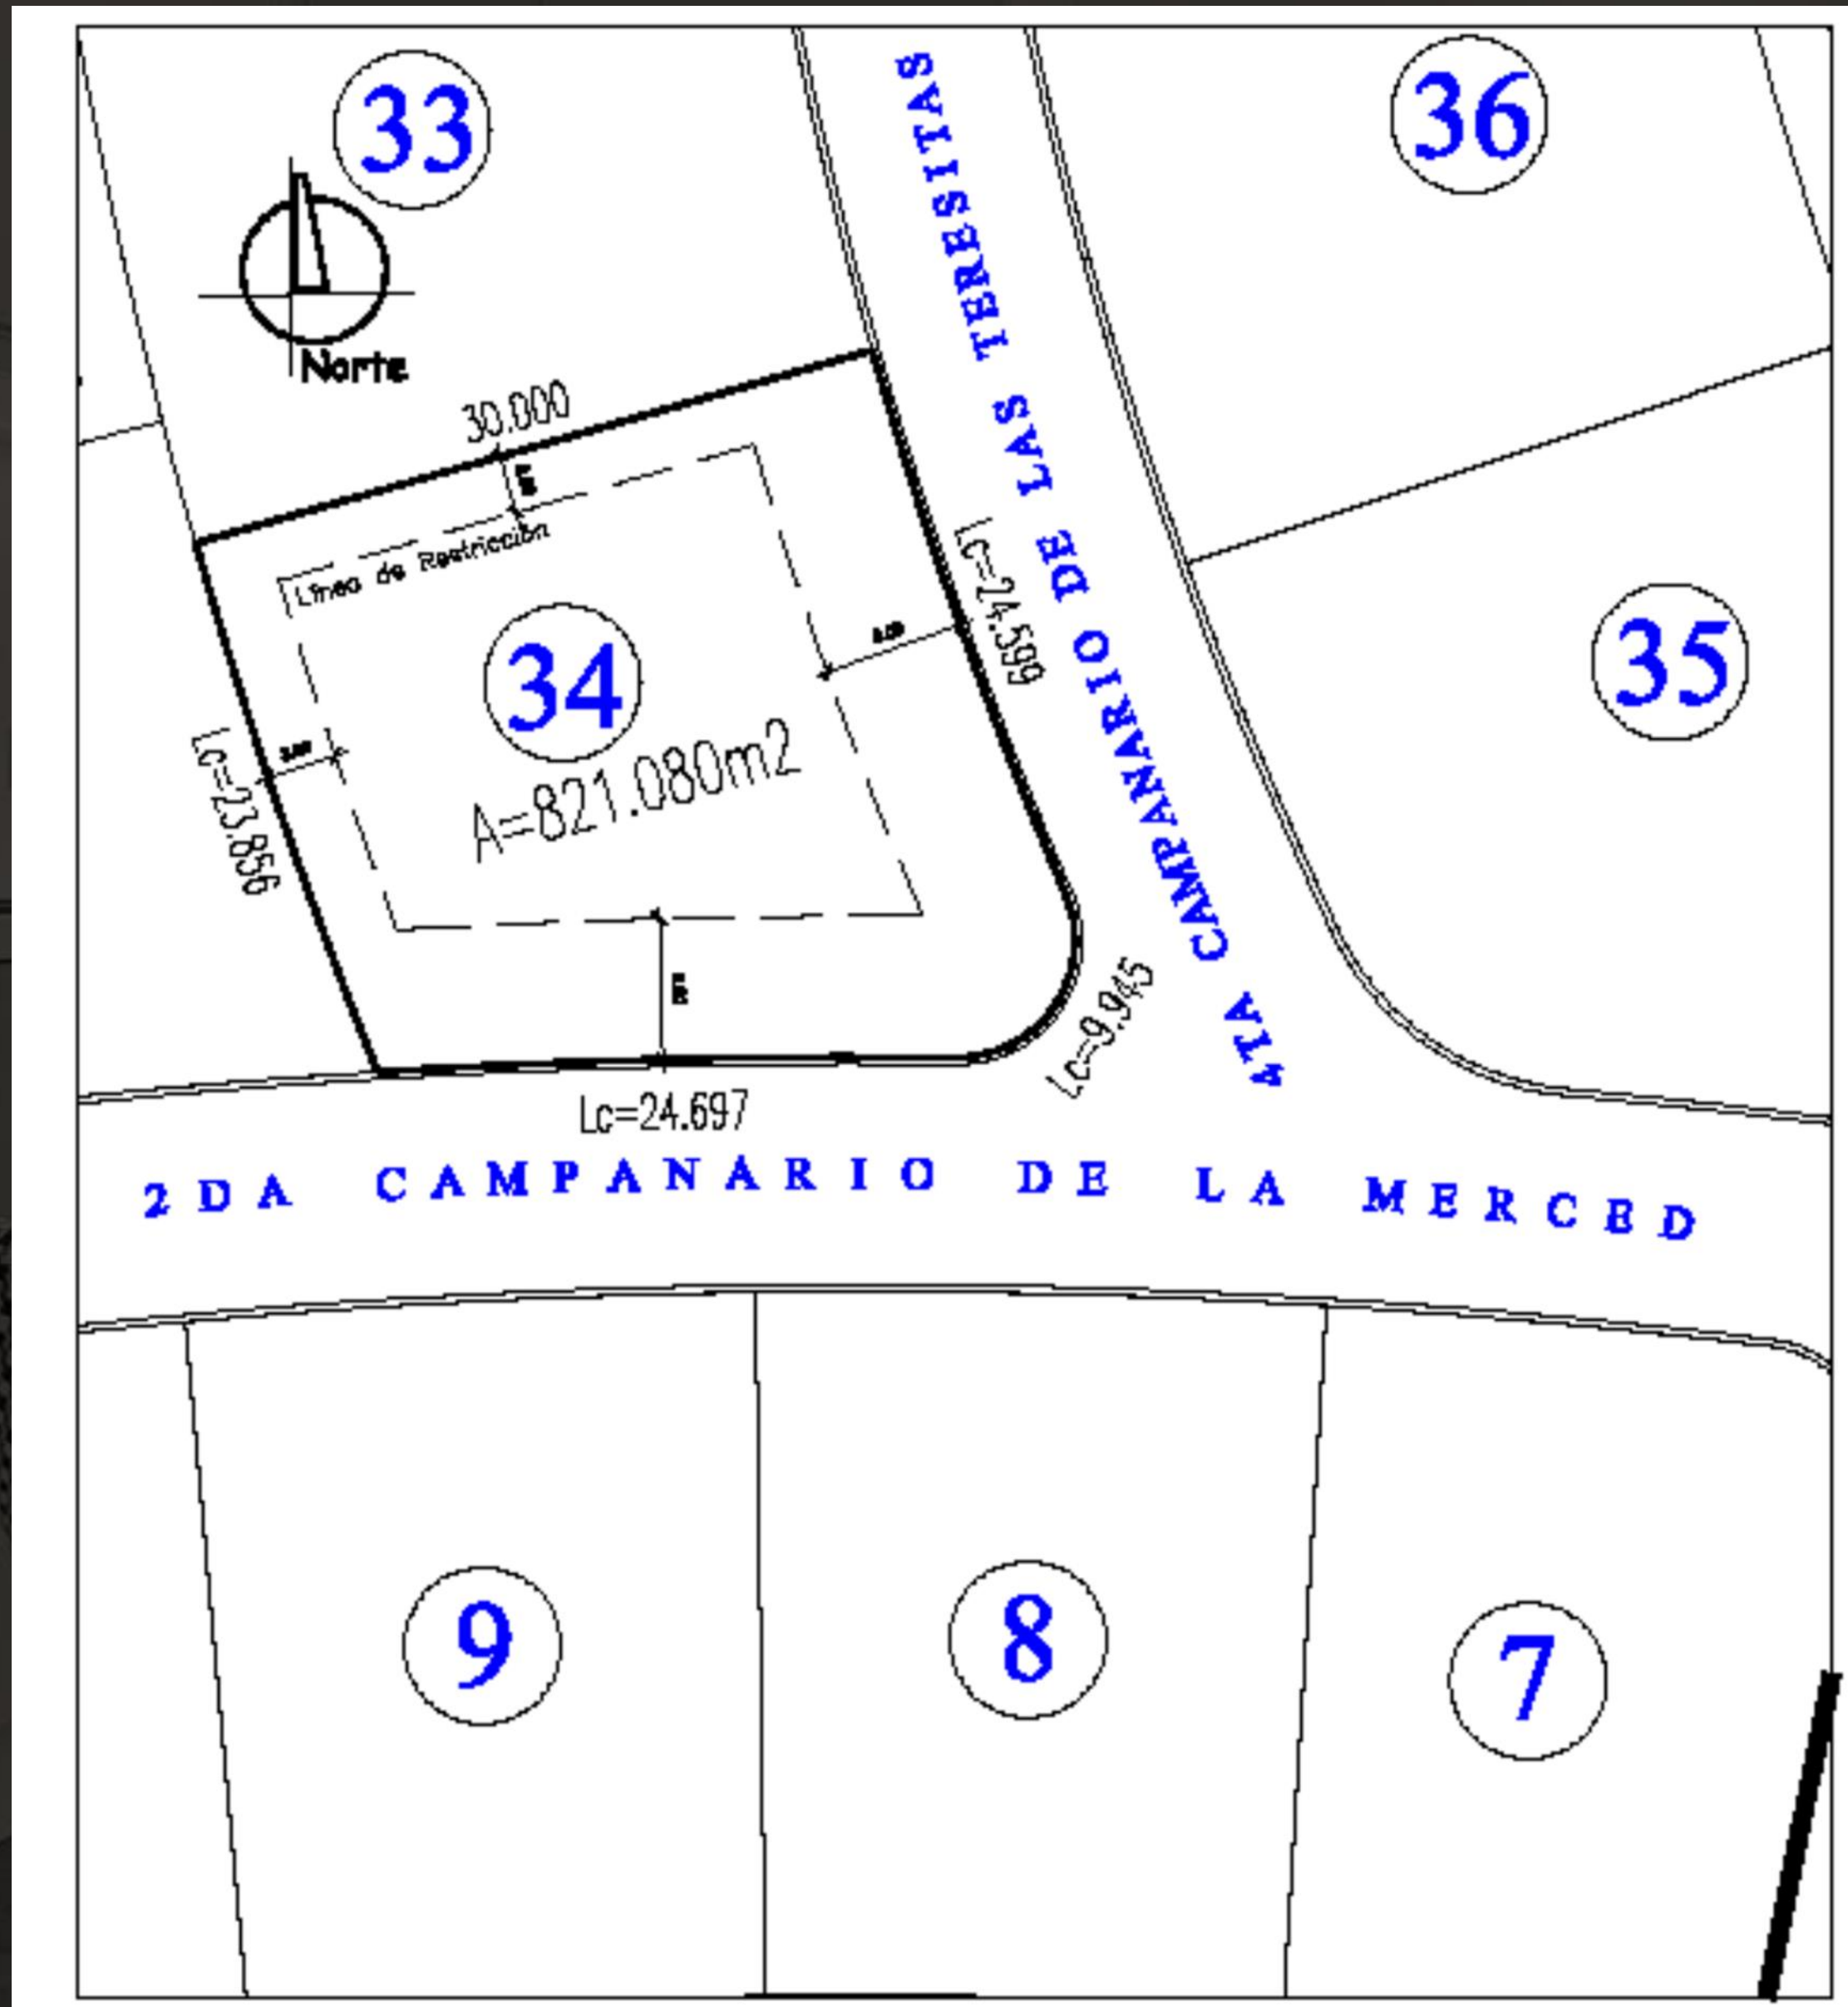 33
36
Norte
30.000
Línea de Restricción
34
A=821.080m2
Lc=24.599
Lc=23.856
35
Lc=9.945
Lc=24.697
4TA CAMPANARIO DE LAS TERESITAS
2DA CAMPANARIO DE LA MERCED
9
8
7